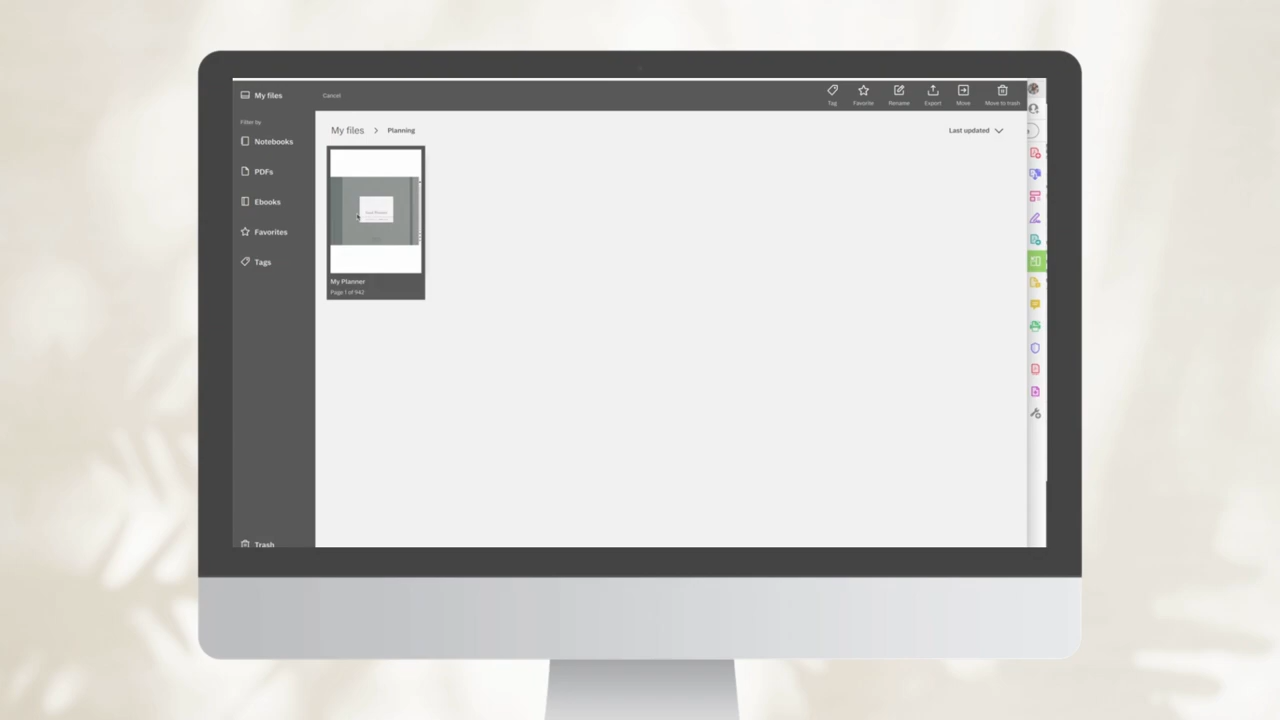 My files
Cancel
Tag
Favorite
Rename
Export
Move
Move to trash
Filter by
Notebooks
PDFs
Ebooks
Favorites
Tags
Trash
My files > Planning
Last updated
My Planner
Page 1 of 942